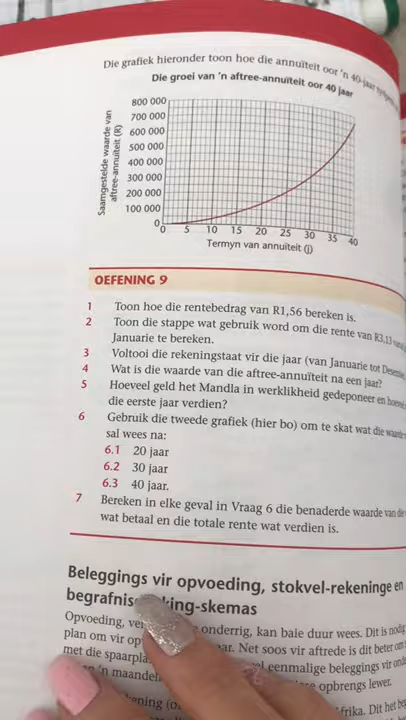 Die grafiek hieronder toon hoe die annuïteit oor 'n 40-jaar
Die groei van 'n aftree-annuïteit oor 40 jaar
Saamgestelde waarde van
aftree-annuïteit (R)
800 000
700 000
600 000
500 000
400 000
300 000
200 000
100 000
0
0 5 10 15 20 25 30 35 40
Termyn van annuïteit (j)
OEFENING 9
1 Toon hoe die rentebedrag van R1,56 bereken is.
2 Toon die stappe wat gebruik word om die rente van R3,13
Januarie te bereken.
3 Voltooi die rekeningstaat vir die jaar (van Januarie tot
4 Wat is die waarde van die aftree-annuïteit na een jaar?
5 Hoeveel geld het Mandla in werklikheid gedeponeer en
die eerste jaar verdien?
6 Gebruik die tweede grafiek (hier bo) om te skat wat die
sal wees na:
6.1 20 jaar
6.2 30 jaar
6.3 40 jaar.
7 Bereken in elke geval in Vraag 6 die benaderde waarde van
wat betaal en die totale rente wat verdien is.
Beleggings vir opvoeding, stokvel-rekeninge en
-skemas
Opvoeding, onderrig, kan baie duur wees. Dit is nodig
plan om vir Net soos vir aftrede is dit beter om
met die eenmalige beleggings vir
'n opbrengs lewer.
Dit het